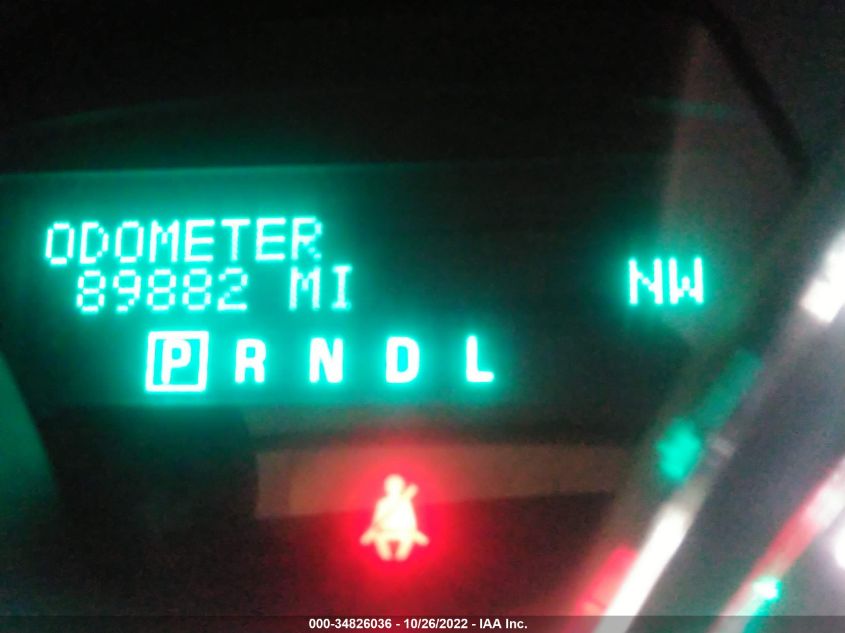 ODOMETER
89882 MI
NW
P R N D L
000-34826036 - 10/26/2022 - IAA Inc.